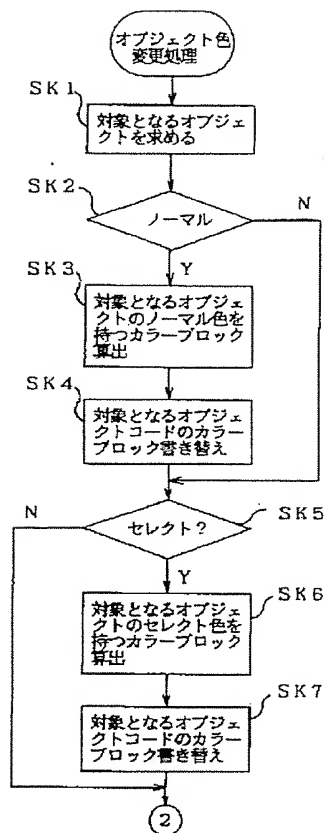 オブジェクト色
変更処理
SK1
対象となるオブジェ
クトを求める
SK2
ノーマル
N
Y
SK3
対象となるオブジェ
クトのノーマル色を
持つカラーブロック
算出
SK4
対象となるオブジェ
クトコードのカラー
ブロック書き替え
N
セレクト？
SK5
Y
SK6
対象となるオブジェ
クトのセレクト色を
持つカラーブロック
算出
SK7
対象となるオブジェ
クトコードのカラー
ブロック書き替え
2